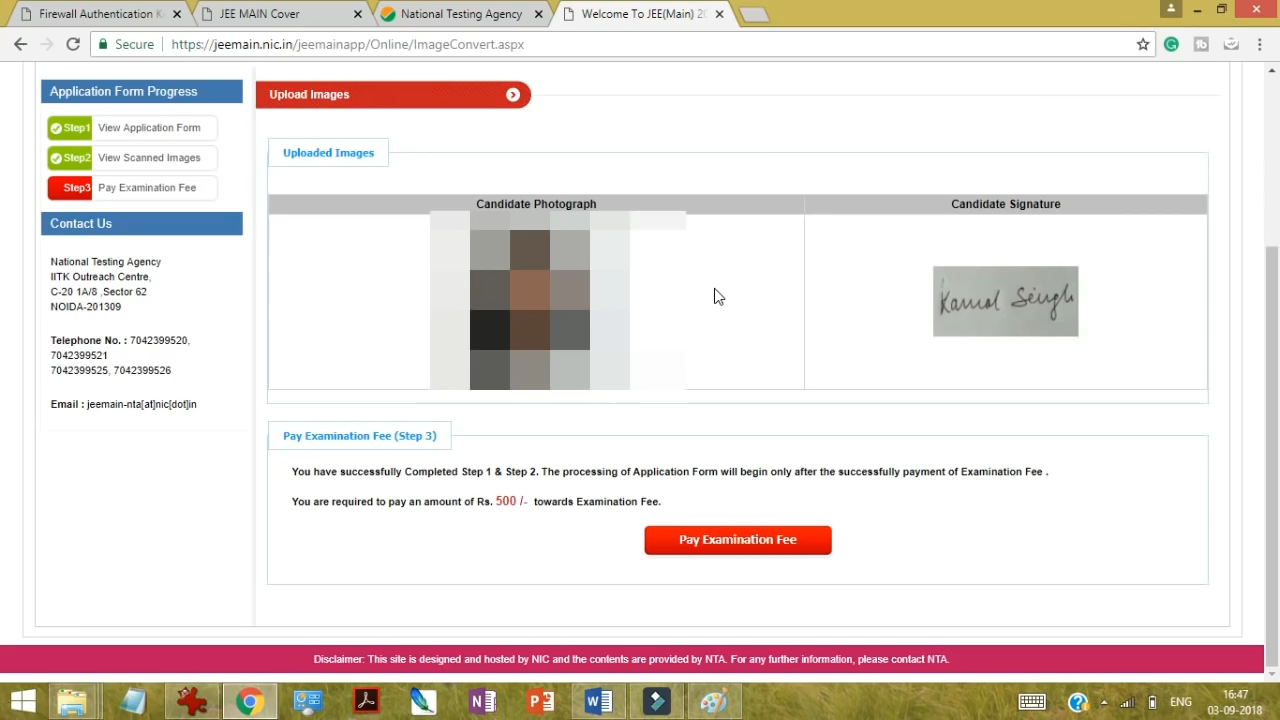 Firewall Authentication K
JEE MAIN Cover
National Testing Agency
Welcome To JEE(Main) 20
Secure
https://jeemain.nic.in/jeemainapp/Online/ImageConvert.aspx
Application Form Progress
Step1 View Application Form
Step2 View Scanned Images
Step3 Pay Examination Fee
Contact Us
National Testing Agency
IITK Outreach Centre,
C-20 1A/8 ,Sector 62
NOIDA-201309
Telephone No. : 7042399520,
7042399521
7042399525, 7042399526
Email : jeemain-nta[at]nic[dot]in
Upload Images
Uploaded Images
Candidate Photograph
Candidate Signature
Kamal Singh
Pay Examination Fee (Step 3)
You have successfully Completed Step 1 & Step 2. The processing of Application Form will begin only after the successfully payment of Examination Fee .
You are required to pay an amount of Rs. 500 /- towards Examination Fee.
Pay Examination Fee
Disclaimer: This site is designed and hosted by NIC and the contents are provided by NTA. For any further information, please contact NTA.
ENG
16:47
03-09-2018